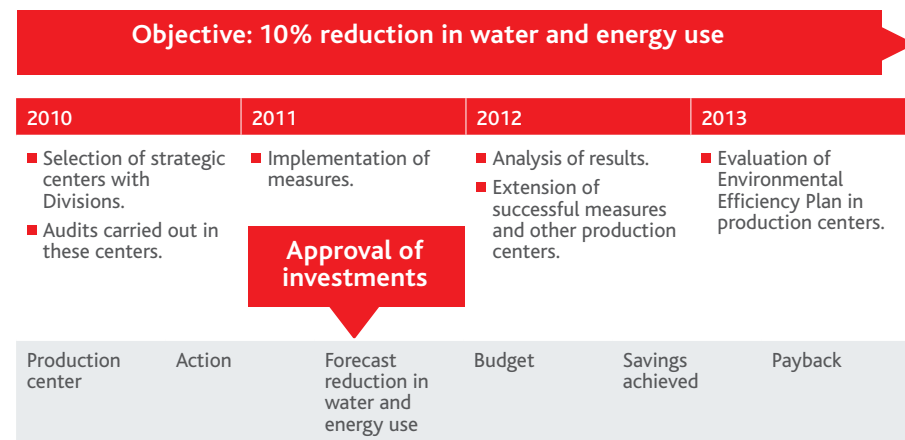 Objective: 10% reduction in water and energy use
2010
2011
2012
2013
Selection of strategic
centers with
Divisions.
Audits carried out in
these centers.
Implementation of
measures.
Analysis of results.
Extension of
successful measures
and other production
centers.
Evaluation of
Environmental
Efficiency Plan in
production centers.
Approval of
investments
Production
center
Action
Forecast
reduction in
water and
energy use
Budget
Savings
achieved
Payback